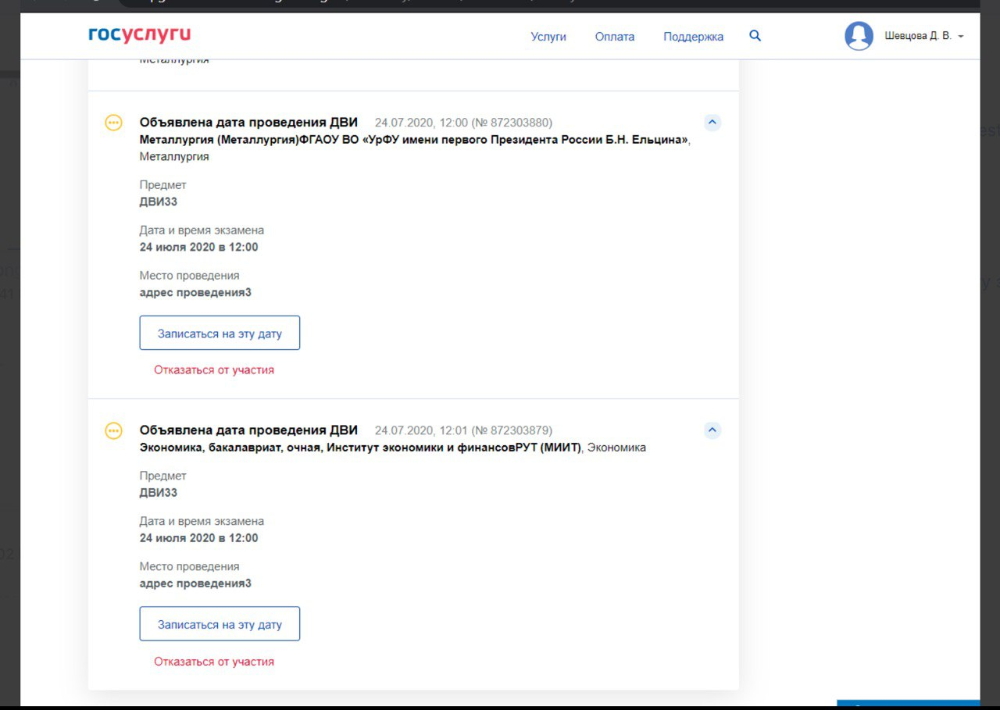 госуслуги
Услуги Оплата Поддержка Шевцова Д. В.
Металлургия
Объявлена дата проведения ДВИ 24.07.2020, 12:00 (№ 872303880)
Металлургия (Металлургия)ФГАОУ ВО «УрФУ имени первого Президента России Б.Н. Ельцина»,
Металлургия
Предмет
ДВИ33
Дата и время экзамена
24 июля 2020 в 12:00
Место проведения
адрес проведения3
Записаться на эту дату
Отказаться от участия
Объявлена дата проведения ДВИ 24.07.2020, 12:01 (№ 872303879)
Экономика, бакалавриат, очная, Институт экономики и финансовРУТ (МИИТ), Экономика
Предмет
ДВИ33
Дата и время экзамена
24 июля 2020 в 12:00
Место проведения
адрес проведения3
Записаться на эту дату
Отказаться от участия